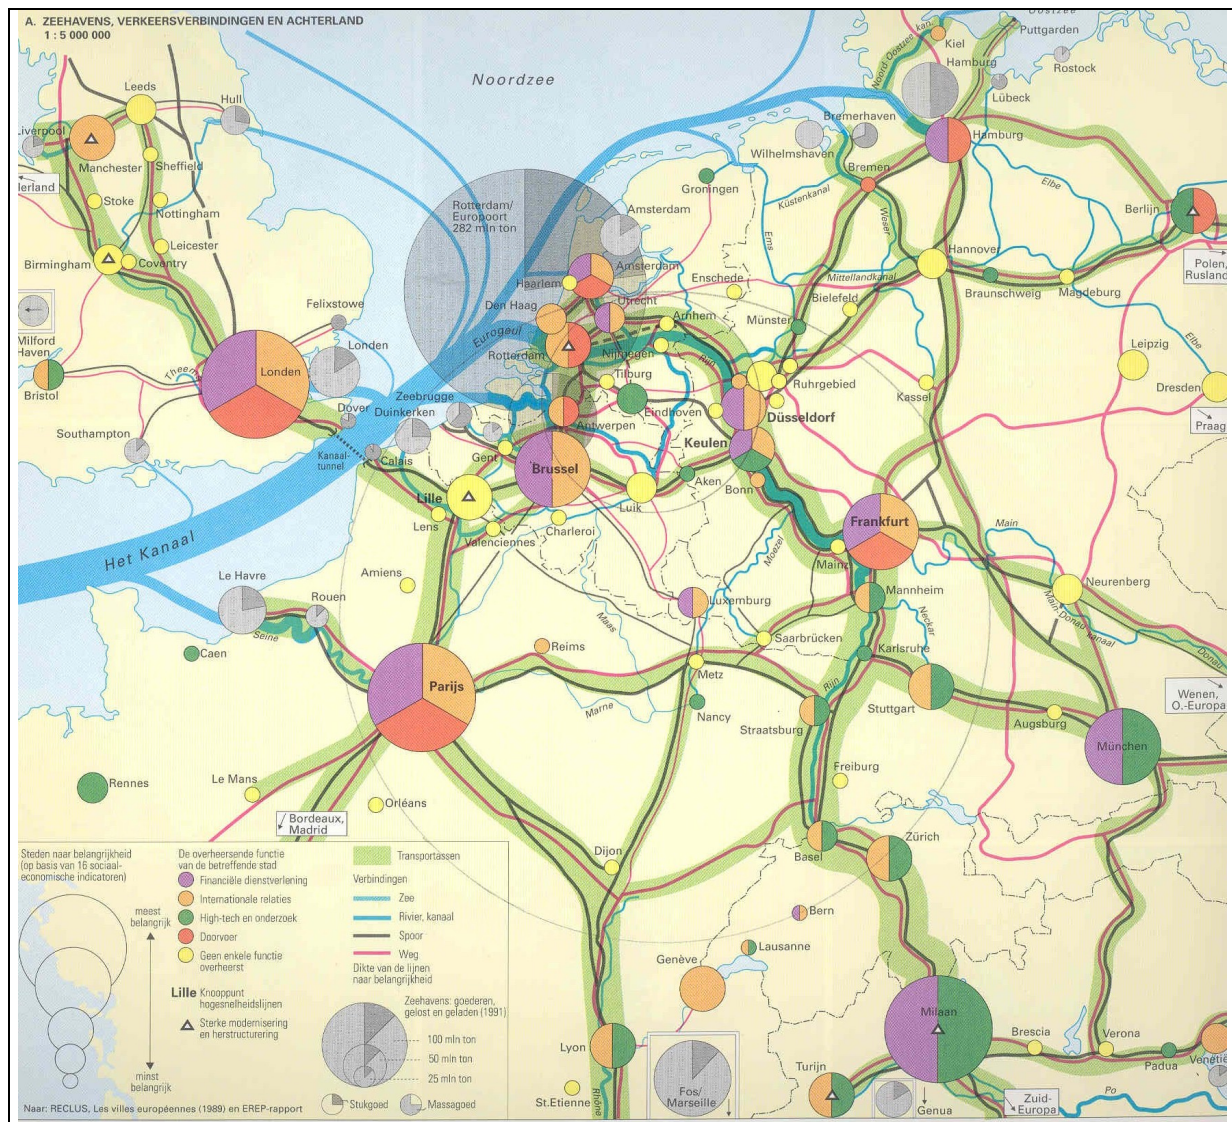 A. ZEEHAVENS, VERKEERSVERBINDINGEN EN ACHTERLAND
1 : 5 000 000
Oostzee
Puttgarden
Kiel
Noord-Oostzee kan.
Hamburg
Rostock
Lübeck
Noordzee
Leeds
Hull
Liverpool
Manchester
Sheffield
Bremerhaven
Wilhelmshaven
Hamburg
Bremen
Elbe
Groningen
Küstenkanaal
Stoke
Nottingham
Rotterdam/
Europoort
282 mln ton
Amsterdam
Ems
Weser
Berlijn
Leicester
Birmingham
Coventry
Hannover
Polen,
Rusland
Amsterdam
Haarlem
Enschede
Mittellandkanaal
Braunschweig
Magdeburg
Felixstowe
Den Haag
Utrecht
Arnhem
Bielefeld
Münster
Milford
Haven
Londen
Eurogeul
Rotterdam
Nijmegen
Rijn
Elbe
Leipzig
Londen
Theems
Bristol
Tilburg
Ruhrgebied
Kassel
Dresden
Zeebrugge
Dover
Duinkerken
Eindhoven
Düsseldorf
Praag
Southampton
Antwerpen
Kanaal-
tunnel
Calais
Gent
Brussel
Keulen
Aken
Bonn
Lille
Luik
Lens
Charleroi
Valenciennes
Frankfurt
Main
Moezel
Mainz
Het Kanaal
Le Havre
Rouen
Amiens
Luxemburg
Mannheim
Neurenberg
Neckar
Main-Donau-kanaal
Maas
Seine
Caen
Reims
Saarbrücken
Karlsruhe
Donau
Metz
Parijs
Rijn
Marne
Nancy
Stuttgart
Wenen,
O.-Europa
Straatsburg
Augsburg
München
Rennes
Le Mans
Freiburg
Orléans
Bordeaux,
Madrid
Dijon
Basel
Zürich
Bern
Lausanne
Genève
Milaan
Lyon
Brescia
Verona
Padua
Venetië
Turijn
Fos/
Marseille
St.Etienne
Rhône
Genua
Zuid-
Europa
Po
Steden naar belangrijkheid
(op basis van 16 sociaal-
economische indicatoren)
meest
belangrijk
minst
belangrijk
De overheersende functie
van de betreffende stad
Financiële dienstverlening
Internationale relaties
High-tech en onderzoek
Doorvoer
Geen enkele functie
overheerst
Lille Knooppunt
hogesnelheidslijnen
Sterke modernisering
en herstructurering
Transportassen
Verbindingen
Zee
Rivier, kanaal
Spoor
Weg
Dikte van de lijnen
naar belangrijkheid
Zeehavens: goederen,
gelost en geladen (1991)
100 mln ton
50 mln ton
25 mln ton
Stukgoed
Massagoed
Naar: RECLUS, Les villes européennes (1989) en EREP-rapport